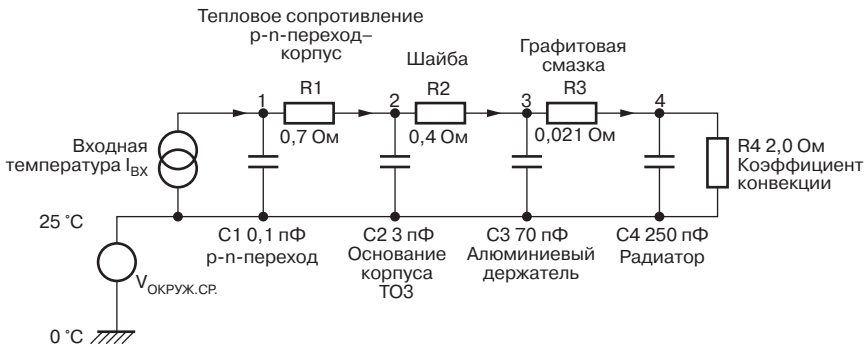 Тепловое сопротивление
p-n-переход–
корпус
Шайба
Графитовая
смазка
1
R1
2
R2
3
R3
4
0,7 Ом
0,4 Ом
0,021 Ом
Входная
температура I ВХ
R4 2,0 Ом
Коэффициент
конвекции
25 °C
C1 0,1 пФ
p-n-переход
C2 3 пФ
Основание
корпуса
ТО3
C3 70 пФ
Алюминиевый
держатель
C4 250 пФ
Радиатор
V ОКРУЖ.СР.
0 °C